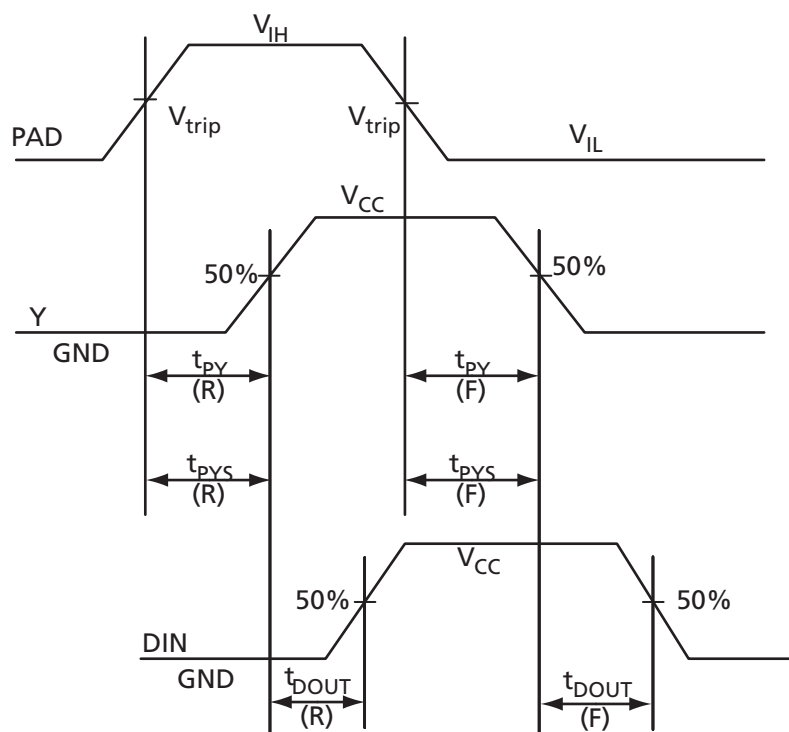 V_IH
V_trip
V_trip
PAD
V_IL
V_CC
50%
50%
Y
GND
t_PY
(R)
t_PY
(F)
t_PYS
(R)
t_PYS
(F)
V_CC
50%
50%
DIN
GND
t_DOUT
(R)
t_DOUT
(F)